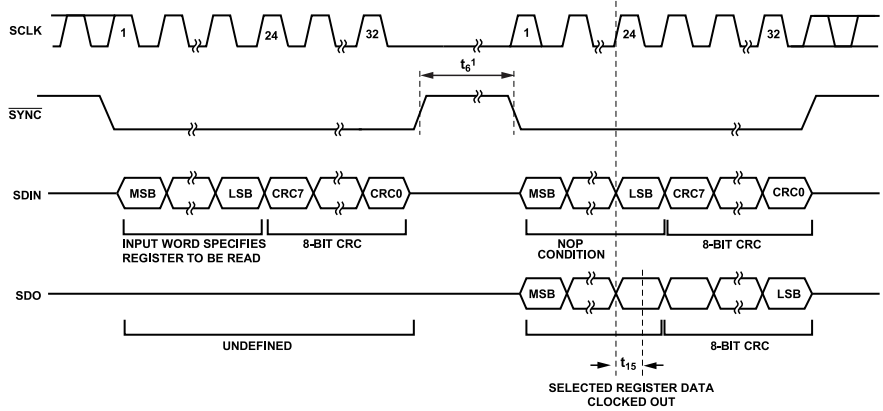 SCLK
1 24 32 1 24 32
t₆¹
SYNC
SDIN
MSB LSB CRC7 CRC0 MSB LSB CRC7 CRC0
INPUT WORD SPECIFIES
REGISTER TO BE READ
8-BIT CRC
NOP
CONDITION
8-BIT CRC
SDO
MSB LSB
UNDEFINED
8-BIT CRC
t₁₅
SELECTED REGISTER DATA
CLOCKED OUT